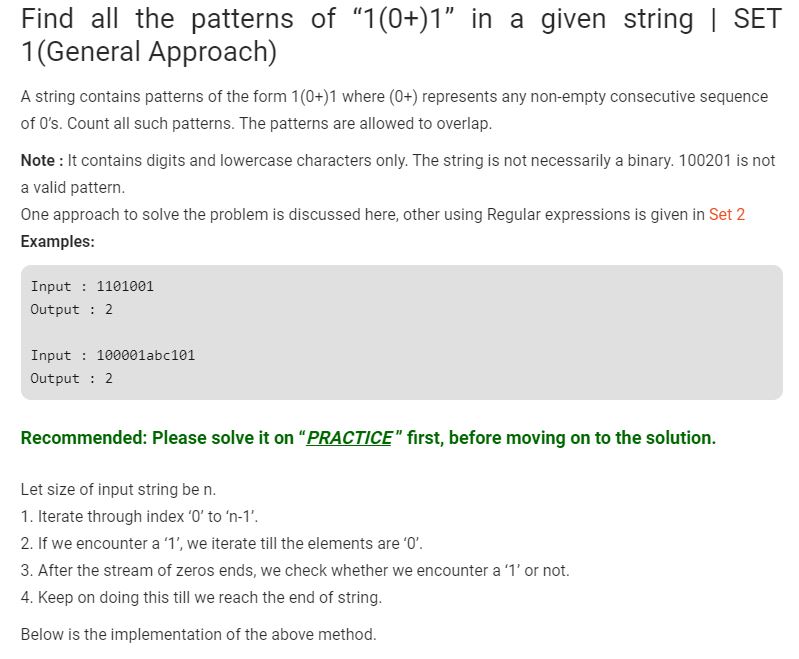 Find all the patterns of “1(0+)1” in a given string | SET
1(General Approach)
A string contains patterns of the form 1(0+)1 where (0+) represents any non-empty consecutive sequence
of 0’s. Count all such patterns. The patterns are allowed to overlap.
Note : It contains digits and lowercase characters only. The string is not necessarily a binary. 100201 is not
a valid pattern.
One approach to solve the problem is discussed here, other using Regular expressions is given in Set 2
Examples:
Input : 1101001
Output : 2
Input : 100001abc101
Output : 2
Recommended: Please solve it on “PRACTICE” first, before moving on to the solution.
Let size of input string be n.
1. Iterate through index ‘0’ to ‘n-1’.
2. If we encounter a ‘1’, we iterate till the elements are ‘0’.
3. After the stream of zeros ends, we check whether we encounter a ‘1’ or not.
4. Keep on doing this till we reach the end of string.
Below is the implementation of the above method.